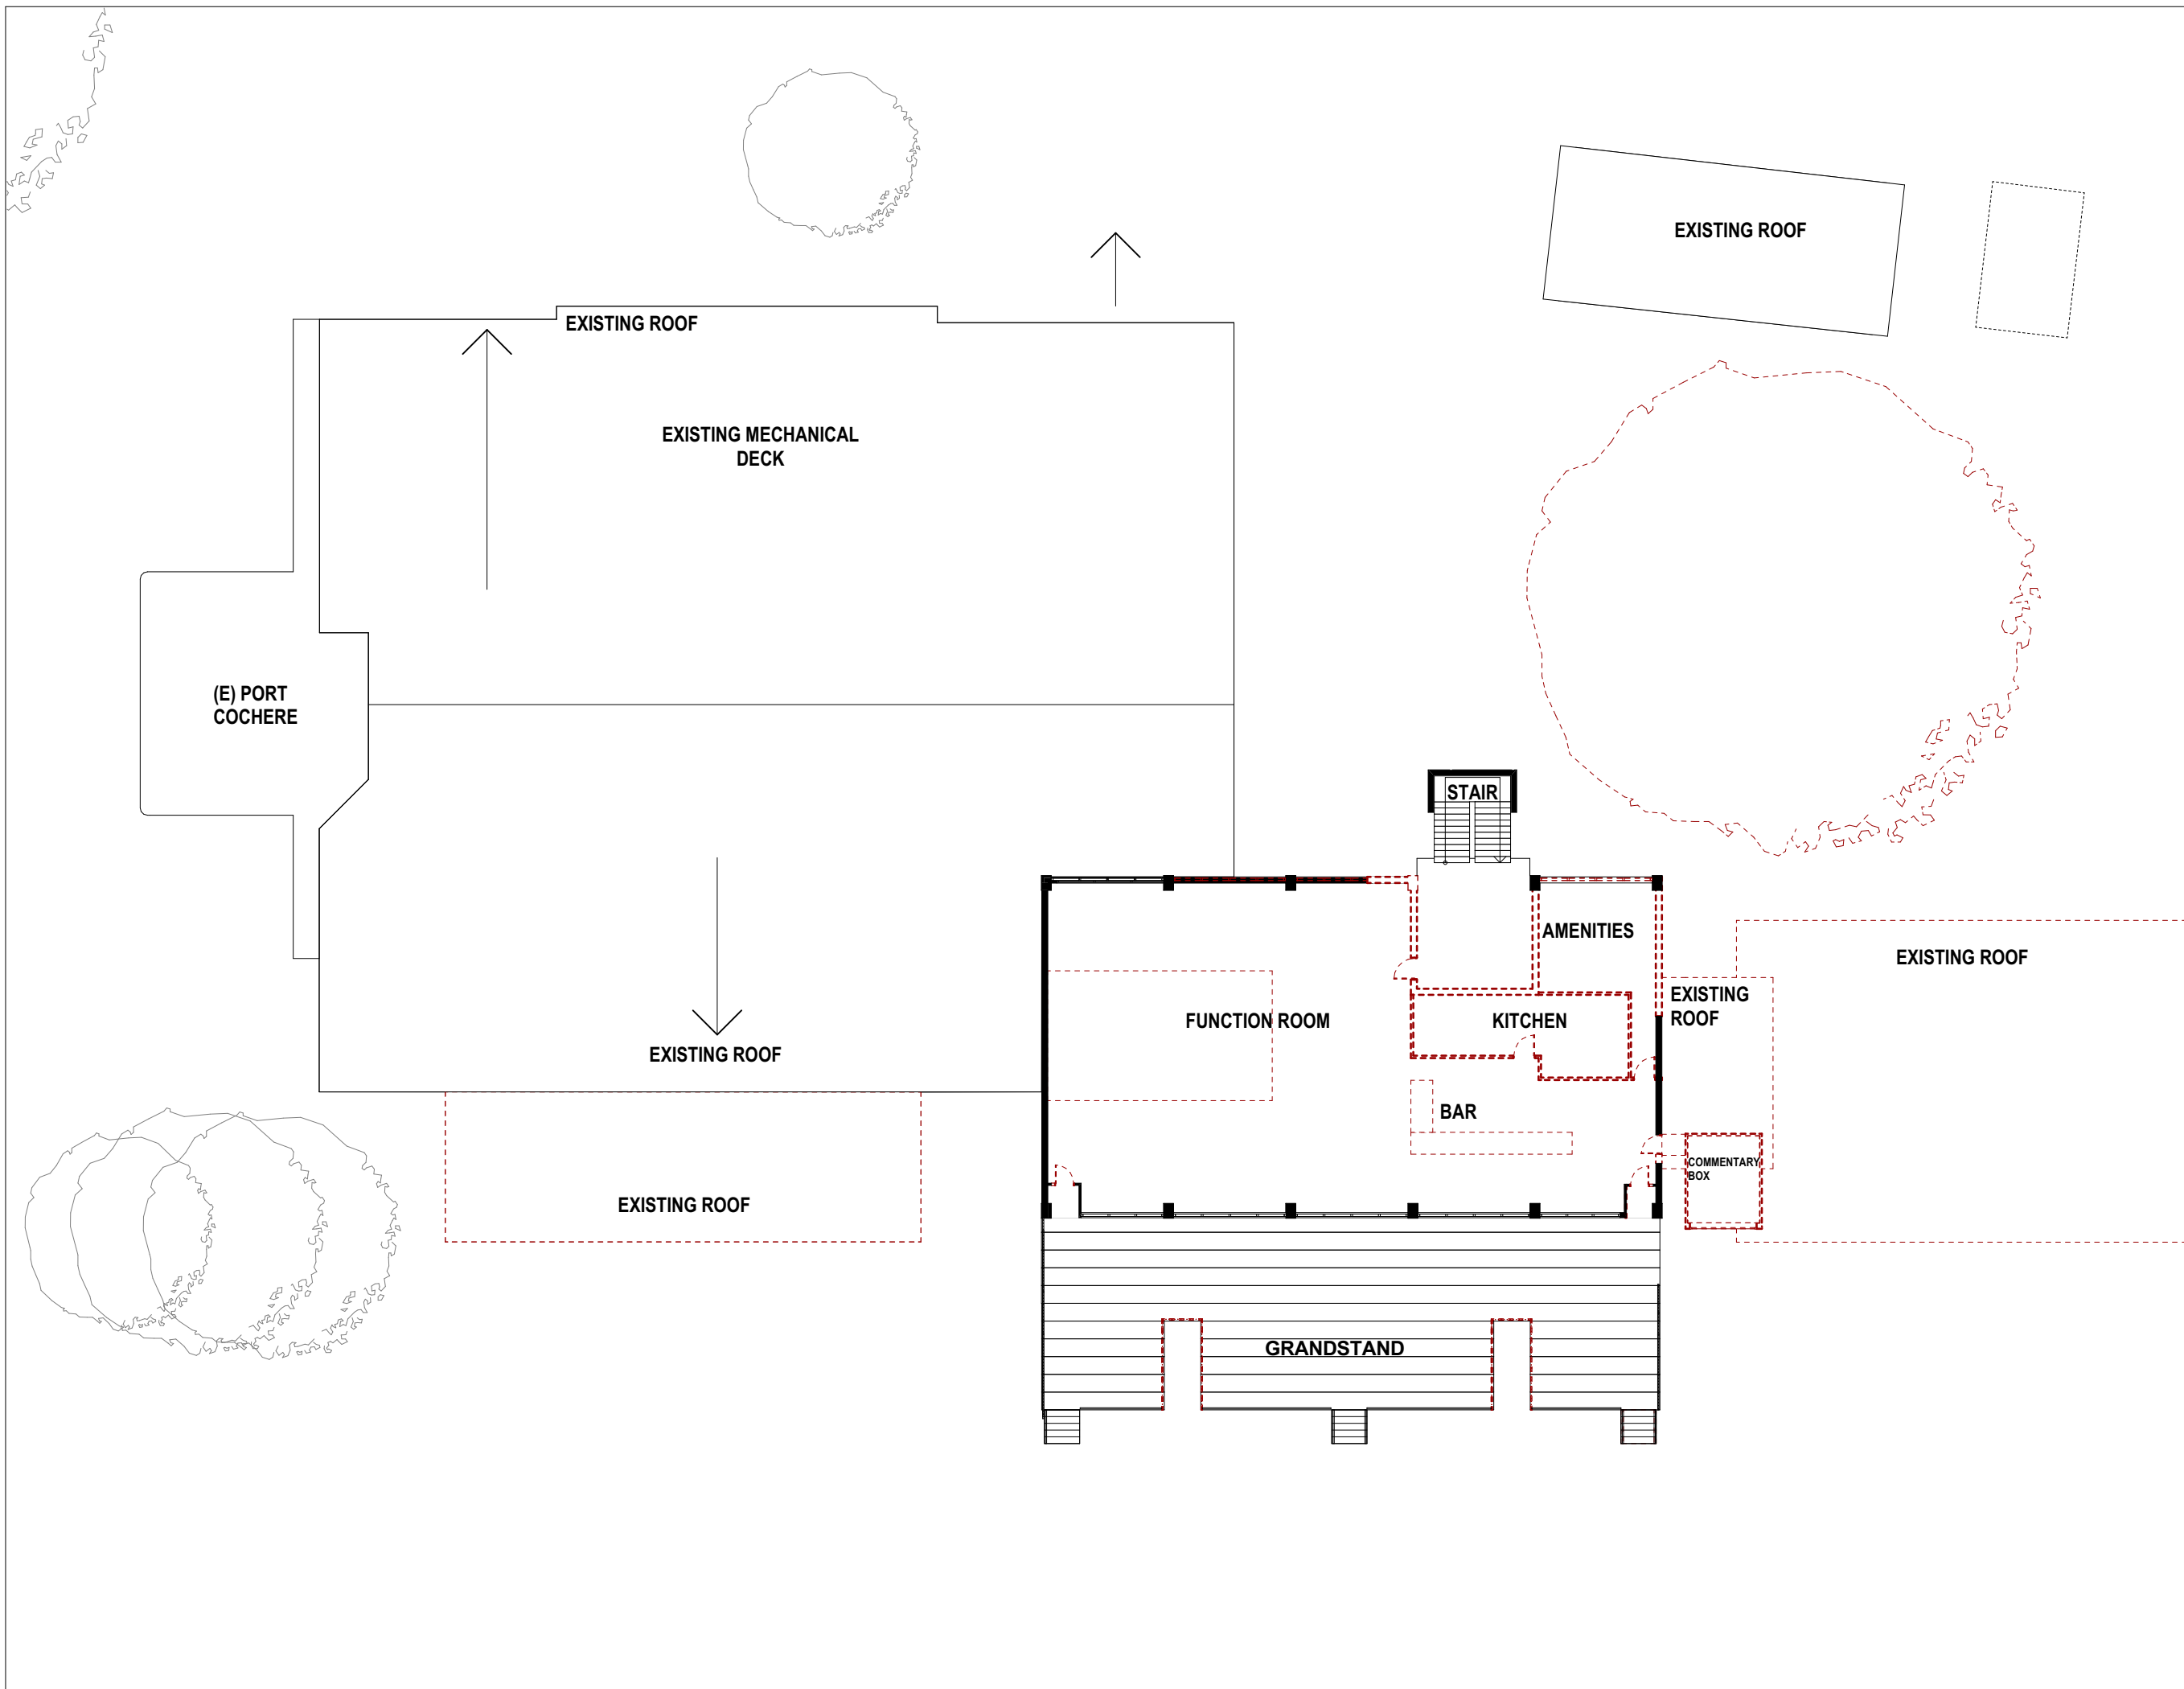 EXISTING ROOF
EXISTING ROOF
EXISTING MECHANICAL
DECK
(E) PORT
COCHERE
STAIR
AMENITIES
EXISTING ROOF
EXISTING
ROOF
FUNCTION ROOM
KITCHEN
EXISTING ROOF
BAR
COMMENTARY
BOX
EXISTING ROOF
GRANDSTAND